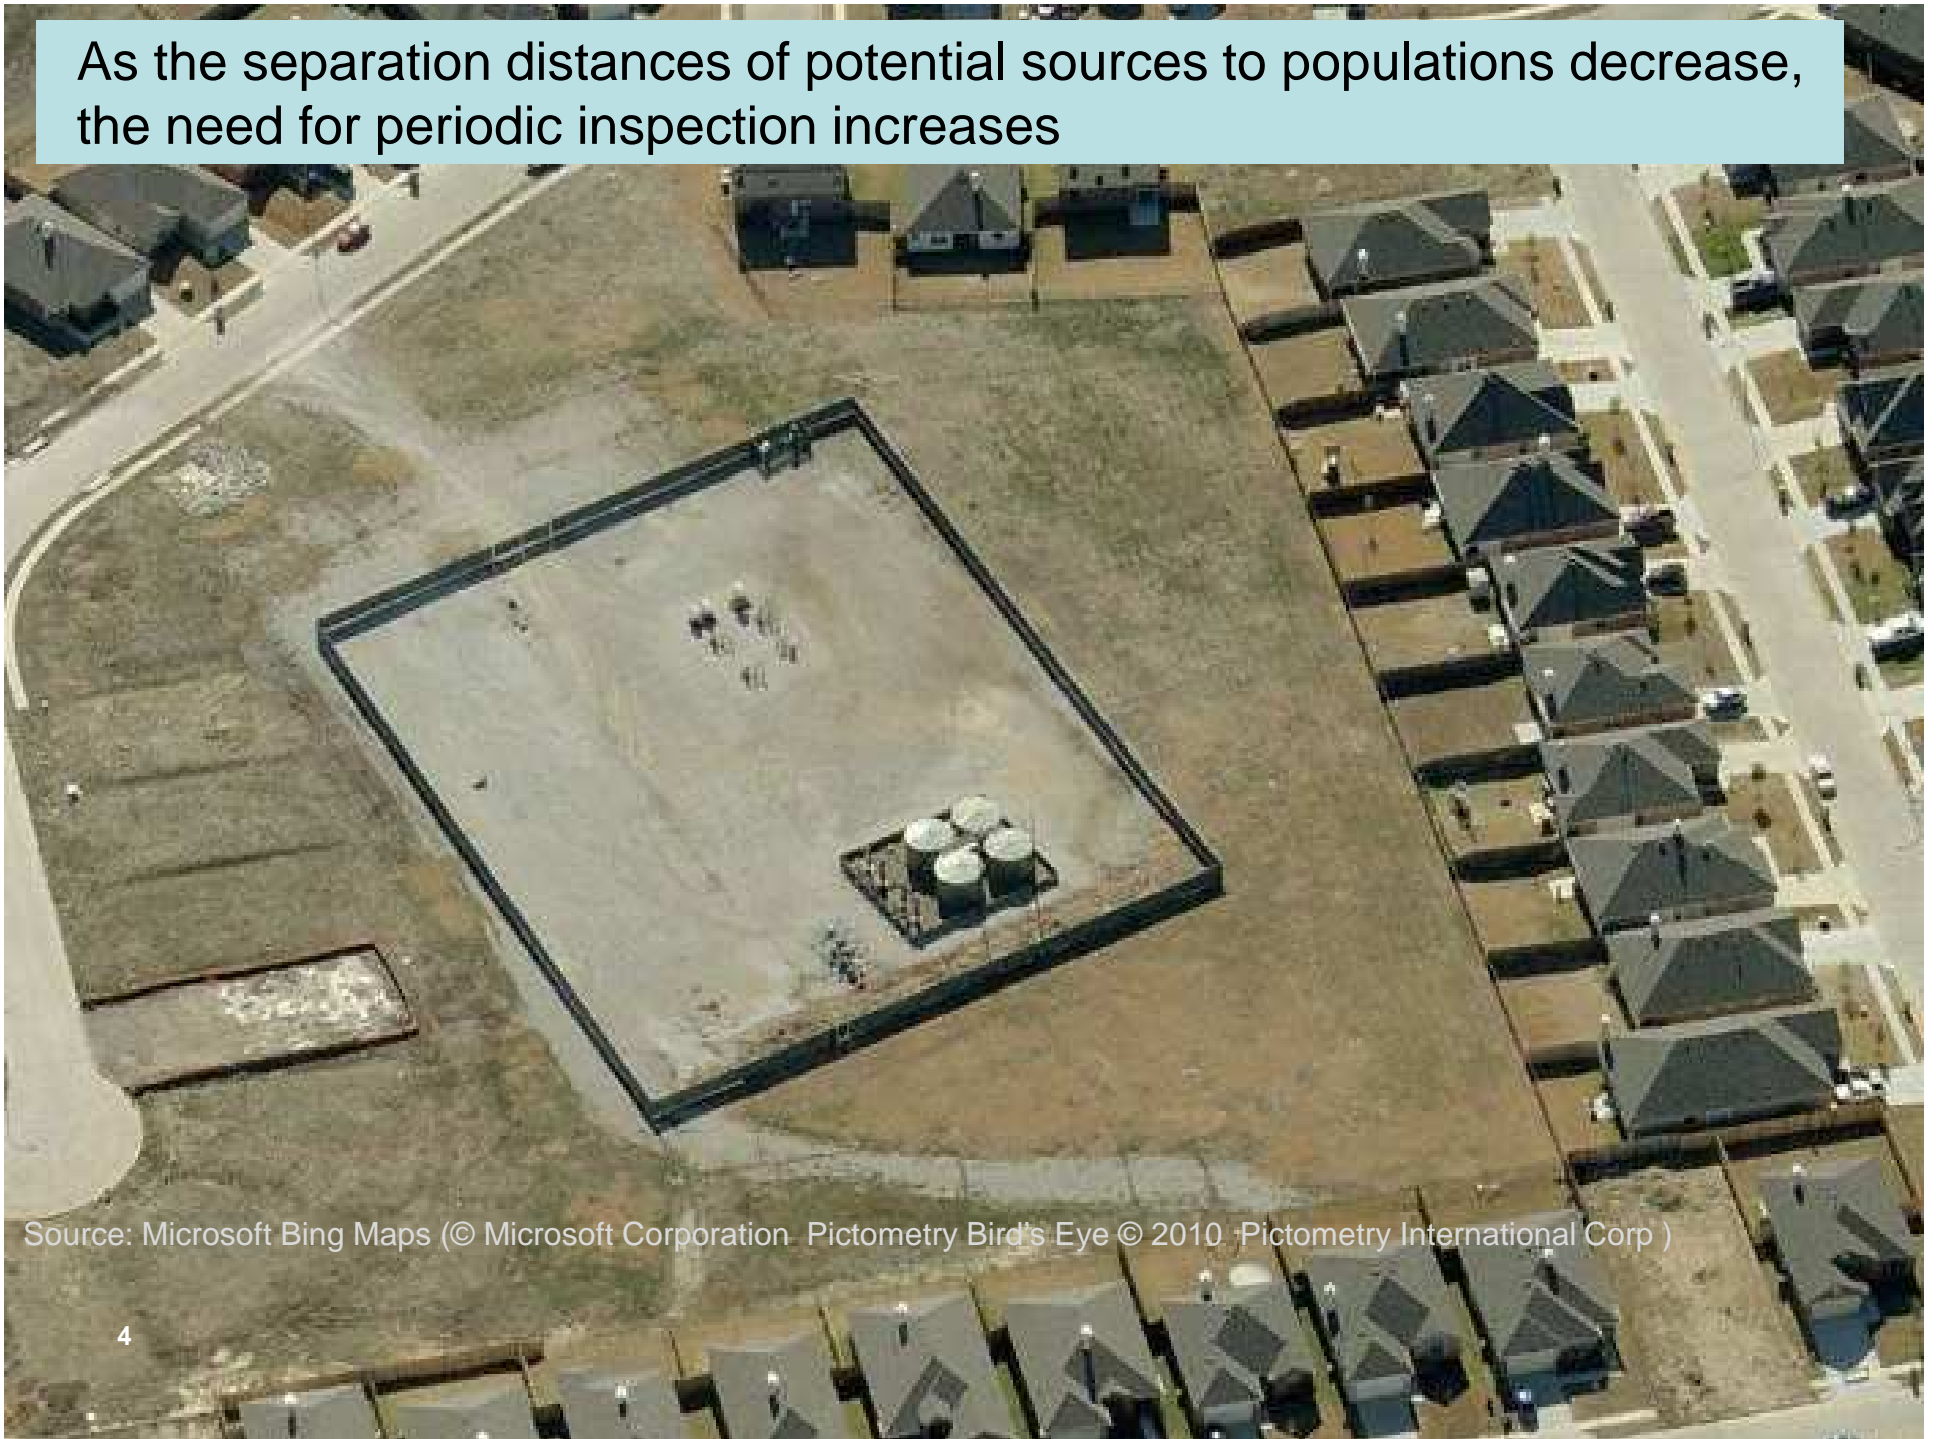 As the separation distances of potential sources to populations decrease,
the need for periodic inspection increases
Source: Microsoft Bing Maps (© Microsoft Corporation Pictometry Bird's Eye © 2010 Pictometry International Corp )
4